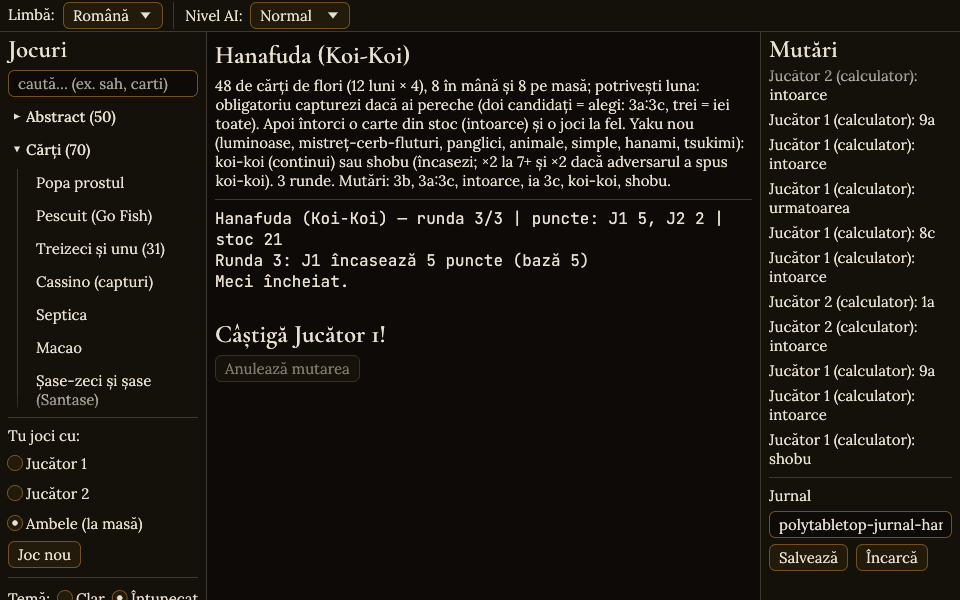 Limbă: Română ▼ Nivel AI: Normal ▼
Jocuri
caută... (ex. sah, carti)
▸ Abstract (50)
▾ Cărți (70)
Popa prostul
Pescuit (Go Fish)
Treizeci și unu (31)
Cassino (capturi)
Septica
Macao
Șase-zeci și șase
(Santase)
Tu joci cu:
Jucător 1
Jucător 2
Ambele (la masă)
Joc nou
Temă: Clar Întunecat
Hanafuda (Koi-Koi)
48 de cărți de flori (12 luni × 4), 8 în mână și 8 pe masă; potrivești luna:
obligatoriu capturezi dacă ai pereche (doi candidați = alegi: 3a:3c, trei = iei
toate). Apoi întorci o carte din stoc (intoarce) și o joci la fel. Yaku nou
(luminoase, mistreț-cerb-fluturi, panglici, animale, simple, hanami, tsukimi):
koi-koi (continui) sau shobu (încasezi; ×2 la 7+ și ×2 dacă adversarul a spus
koi-koi). 3 runde. Mutări: 3b, 3a:3c, intoarce, ia 3c, koi-koi, shobu.
Hanafuda (Koi-Koi) — runda 3/3 | puncte: J1 5, J2 2 |
stoc 21
Runda 3: J1 încasează 5 puncte (bază 5)
Meci încheiat.
Câștigă Jucător 1!
Anulează mutarea
Mutări
Jucător 2 (calculator):
intoarce
Jucător 1 (calculator): 9a
Jucător 1 (calculator):
intoarce
Jucător 1 (calculator):
urmatoarea
Jucător 1 (calculator): 8c
Jucător 1 (calculator):
intoarce
Jucător 2 (calculator): 1a
Jucător 2 (calculator):
intoarce
Jucător 1 (calculator): 9a
Jucător 1 (calculator):
intoarce
Jucător 1 (calculator):
shobu
Jurnal
polytabletop-jurnal-har
Salvează Încarcă